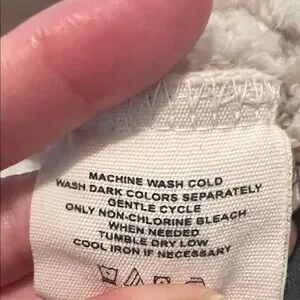 MACHINE WASH COLD
WASH DARK COLORS SEPARATELY
GENTLE CYCLE
ONLY NON-CHLORINE BLEACH
WHEN NEEDED
TUMBLE DRY LOW
COOL IRON IF NECESSARY